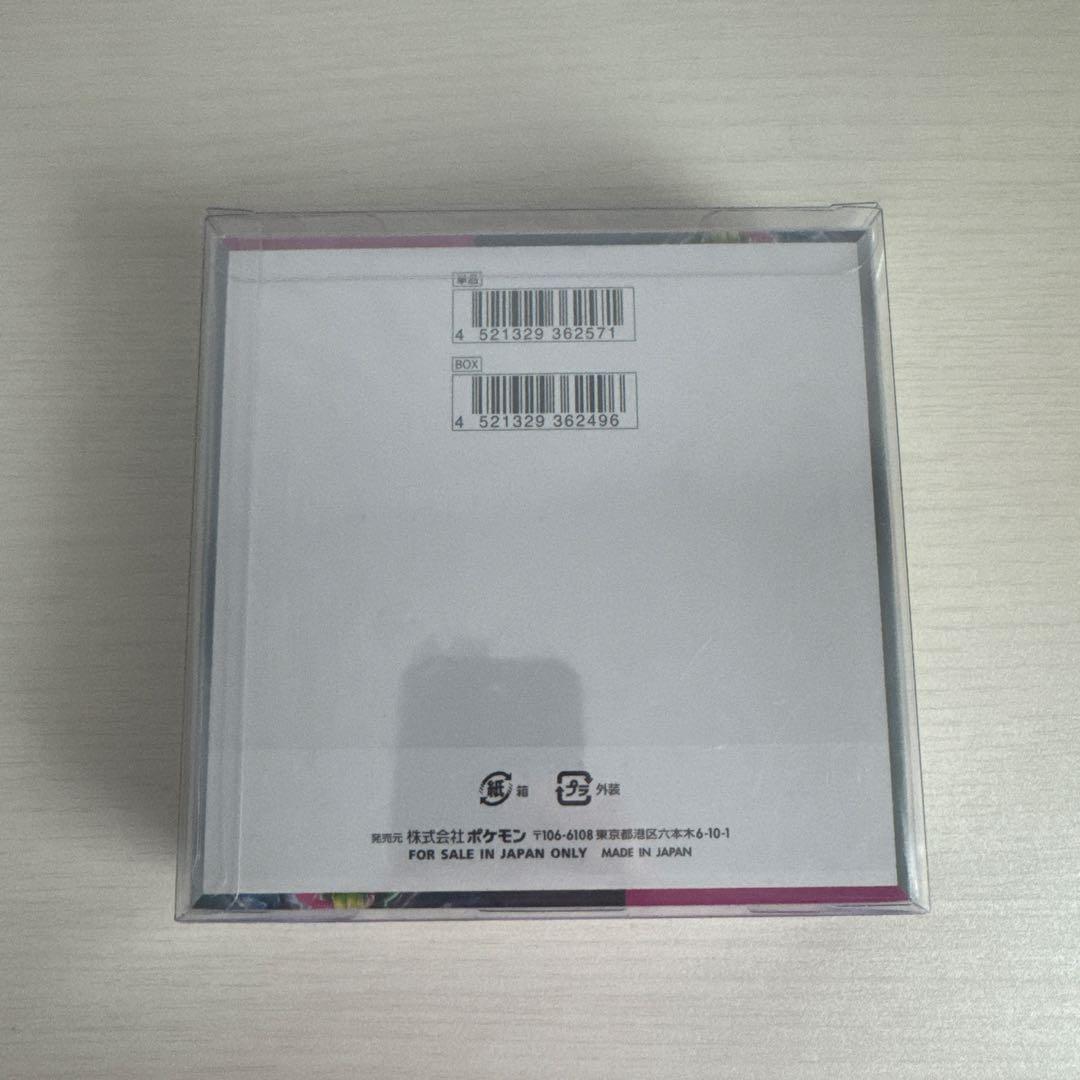 単品
4 521329 362571
BOX
4 521329 362496
紙 箱 プラ 外装
発売元 株式会社ポケモン 〒106-6108 東京都港区六本木6-10-1
FOR SALE IN JAPAN ONLY MADE IN JAPAN